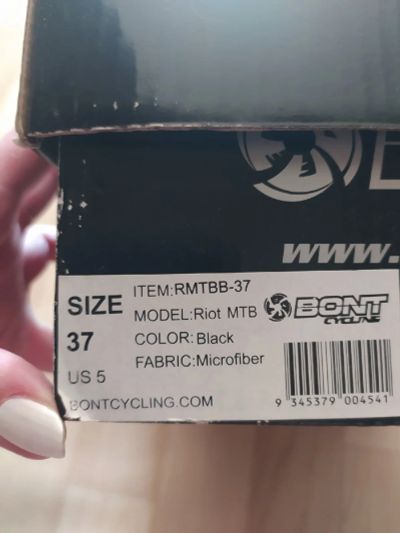 www.
SIZE
37
US 5
ITEM:RMTBB-37
MODEL:Riot MTB
COLOR:Black
FABRIC:Microfiber
BONT
CYCLING
BONTCYCLING.COM
9 345379 004541